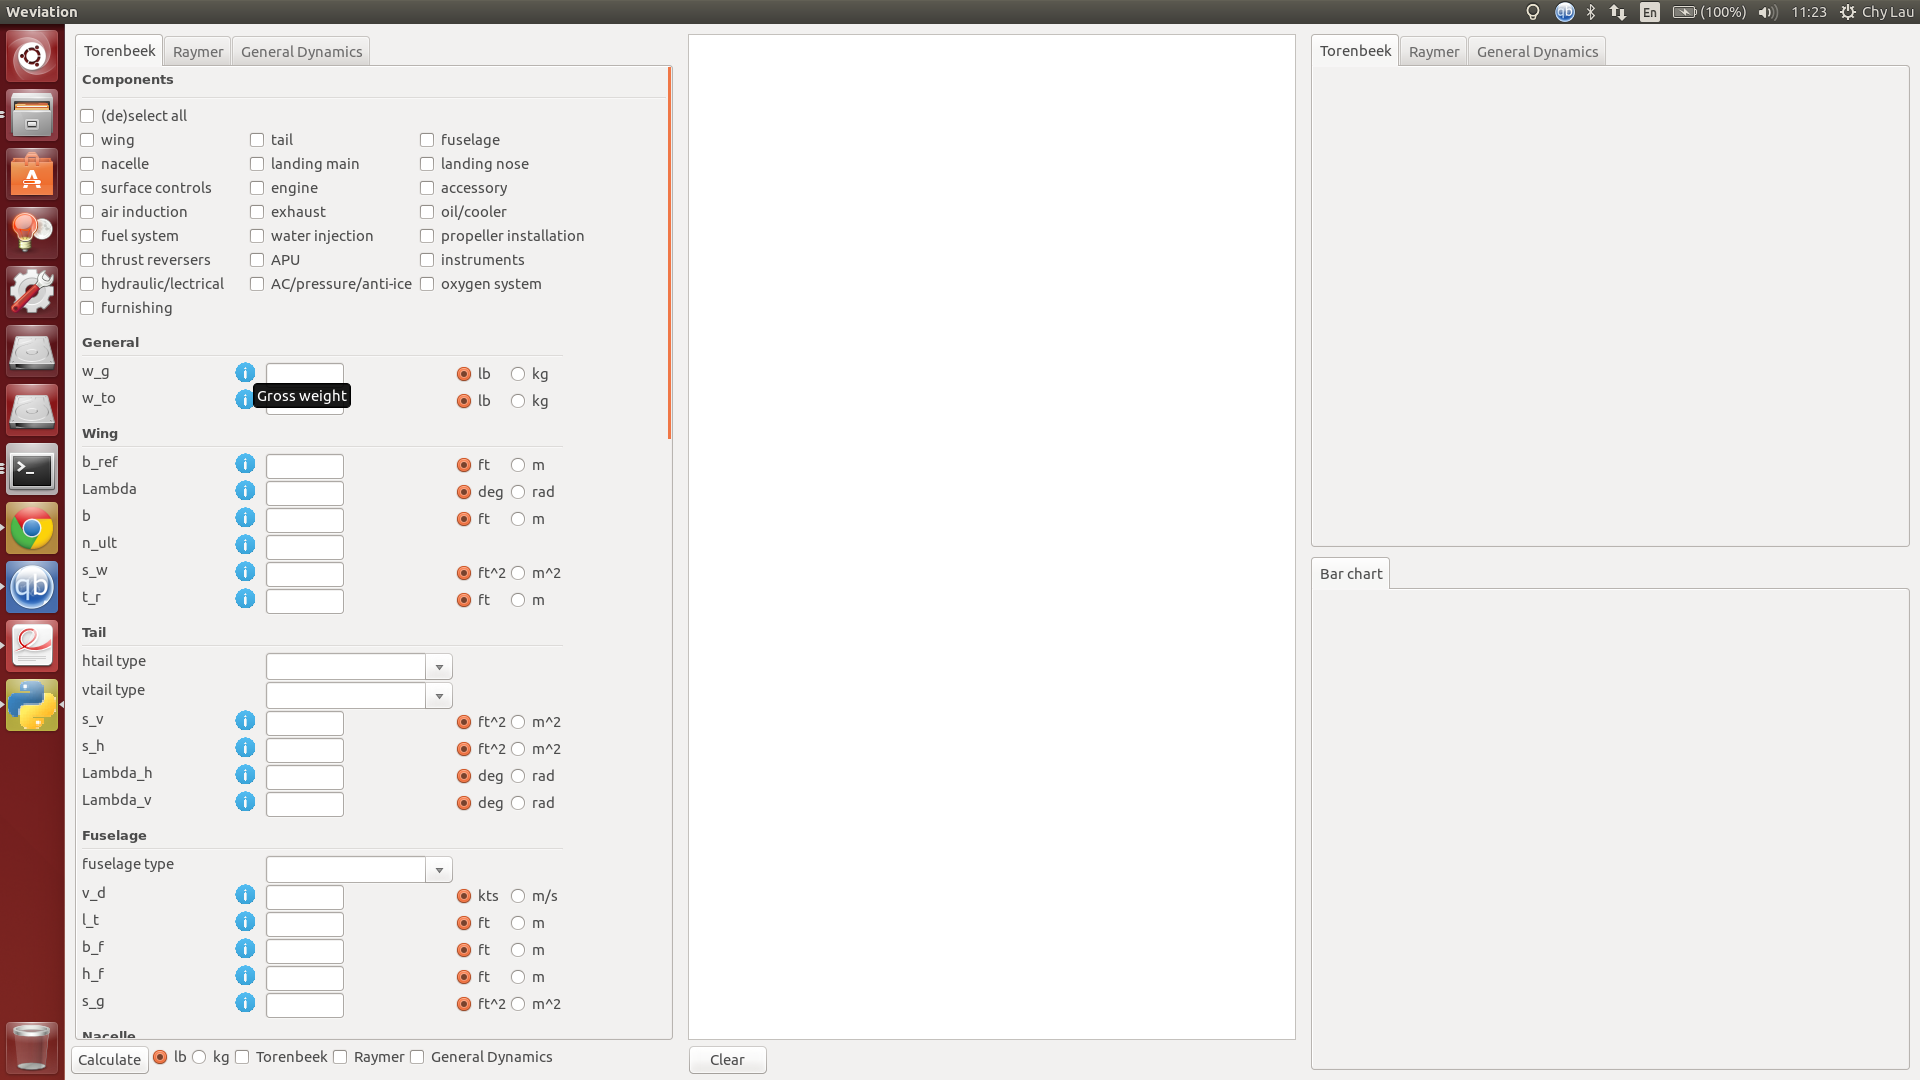 Weviation
En (100%) 11:23 Chy Lau
Torenbeek Raymer General Dynamics
Components
(de)select all
wing tail fuselage
nacelle landing main landing nose
surface controls engine accessory
air induction exhaust oil/cooler
fuel system water injection propeller installation
thrust reversers APU instruments
hydraulic/lectrical AC/pressure/anti-ice oxygen system
furnishing
General
w_g lb kg
Gross weight
w_to lb kg
Wing
b_ref ft m
Lambda deg rad
b ft m
n_ult
s_w ft^2 m^2
t_r ft m
Tail
htail type
vtail type
s_v ft^2 m^2
s_h ft^2 m^2
Lambda_h deg rad
Lambda_v deg rad
Fuselage
fuselage type
v_d kts m/s
l_t ft m
b_f ft m
h_f ft m
s_g ft^2 m^2
Nacelle
Calculate lb kg Torenbeek Raymer General Dynamics
Clear
Torenbeek Raymer General Dynamics
Bar chart